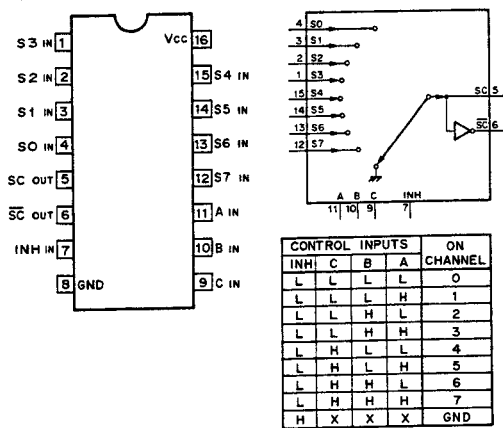 S3 IN 1
S2 IN 2
S1 IN 3
S0 IN 4
SC OUT 5
S̅C̅ OUT 6
INH IN 7
8 GND
Vcc 16
15 S4 IN
14 S5 IN
13 S6 IN
12 S7 IN
11 A IN
10 B IN
9 C IN
4 S0
3 S1
2 S2
1 S3
15 S4
14 S5
13 S6
12 S7
SC 5
S̅C̅ 6
A B C INH
11 10 9 7
CONTROL INPUTS ON CHANNEL
INH C B A
L L L L 0
L L L H 1
L L H L 2
L L H H 3
L H L L 4
L H L H 5
L H H L 6
L H H H 7
H X X X GND